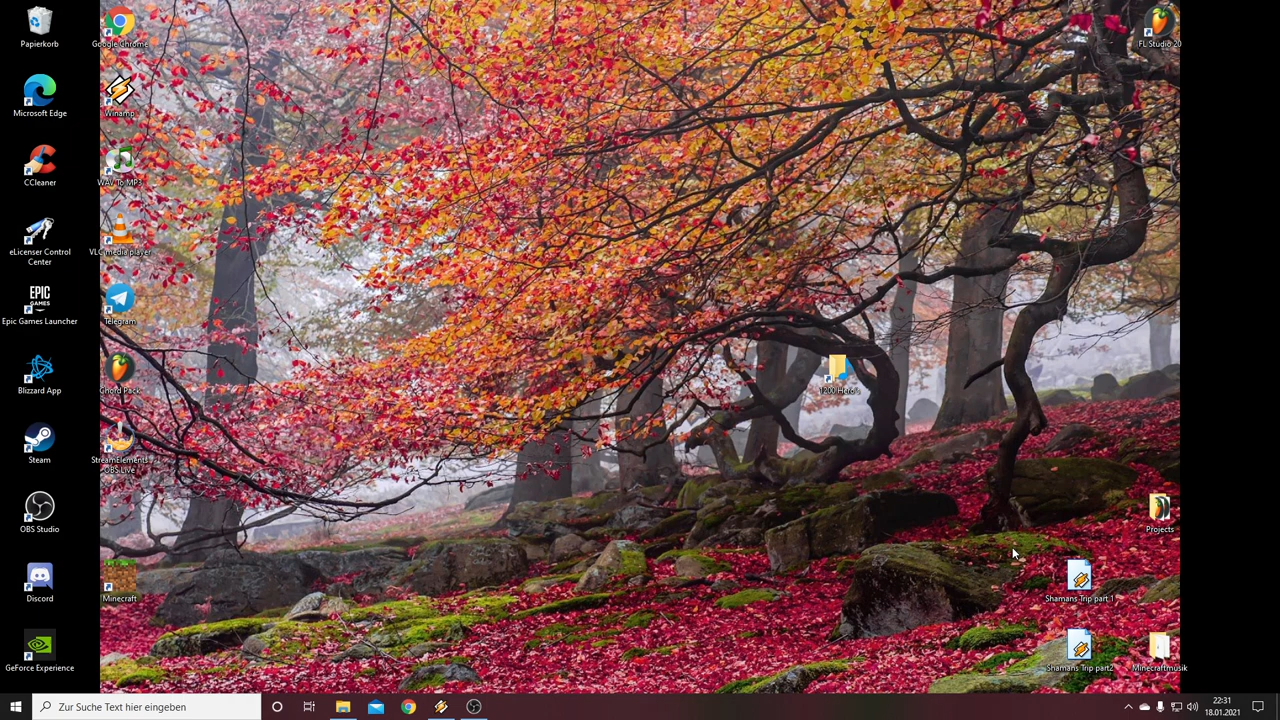 Papierkorb
Google Chrome
FL Studio 20
Microsoft Edge
Winamp
CCleaner
WAV To MP3
eLicenser Control
Center
VLC media player
EPIC
GAMES
Epic Games Launcher
Telegram
Blizzard App
Chord Pack
1200 Hero's
Steam
StreamElements
OBS Live
OBS Studio
Projects
Discord
Minecraft
Shamans Trip part 1
GeForce Experience
Shamans Trip part2
Minecraftmusik
Zur Suche Text hier eingeben
22:31
18.01.2021